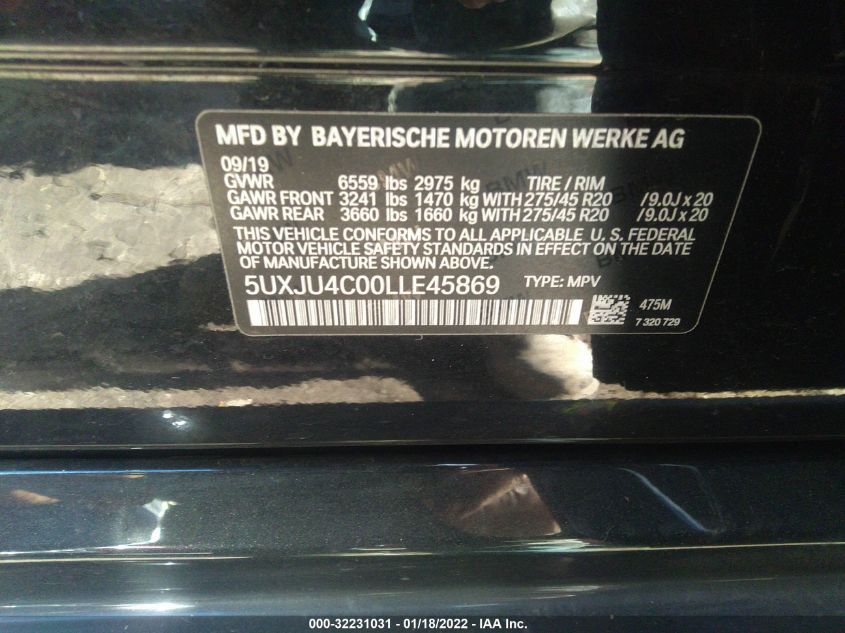 MFD BY BAYERISCHE MOTOREN WERKE AG
09/19
GVWR 6559 lbs 2975 kg TIRE / RIM
GAWR FRONT 3241 lbs 1470 kg WITH 275/45 R20 /9.0J x 20
GAWR REAR 3660 lbs 1660 kg WITH 275/45 R20 /9.0J x 20
THIS VEHICLE CONFORMS TO ALL APPLICABLE U. S. FEDERAL
MOTOR VEHICLE SAFETY STANDARDS IN EFFECT ON THE DATE
OF MANUFACTURE SHOWN ABOVE.
5UXJU4C00LLE45869 TYPE: MPV
475M
7 320 729
000-32231031 - 01/18/2022 - IAA Inc.